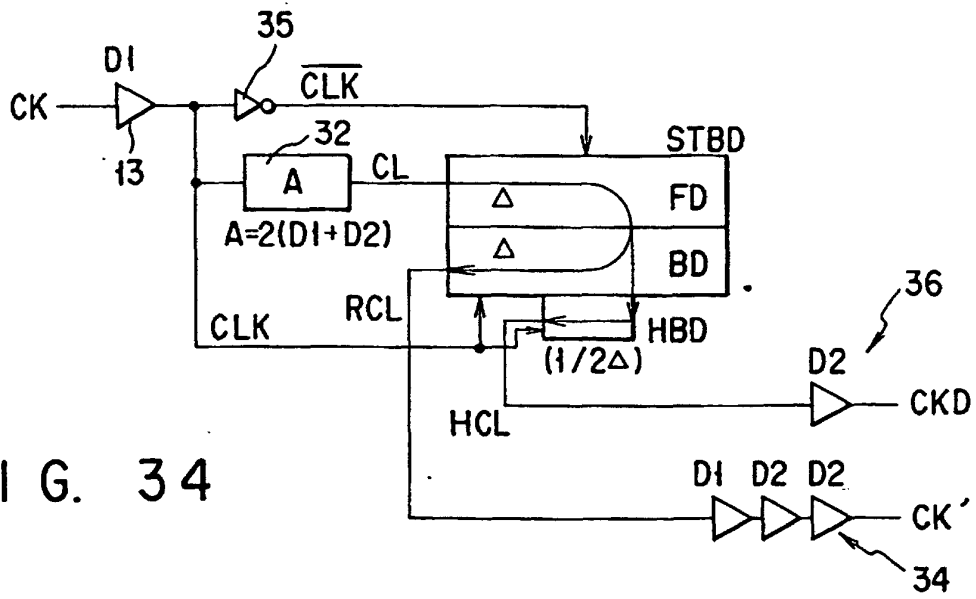 35
D1
CLK
CK
STBD
32
13
A
CL
△
FD
A=2(D1+D2)
△
BD
36
RCL
CLK
HBD
(1/2△)
D2
CKD
HCL
I G. 34
D1 D2 D2
CK'
34